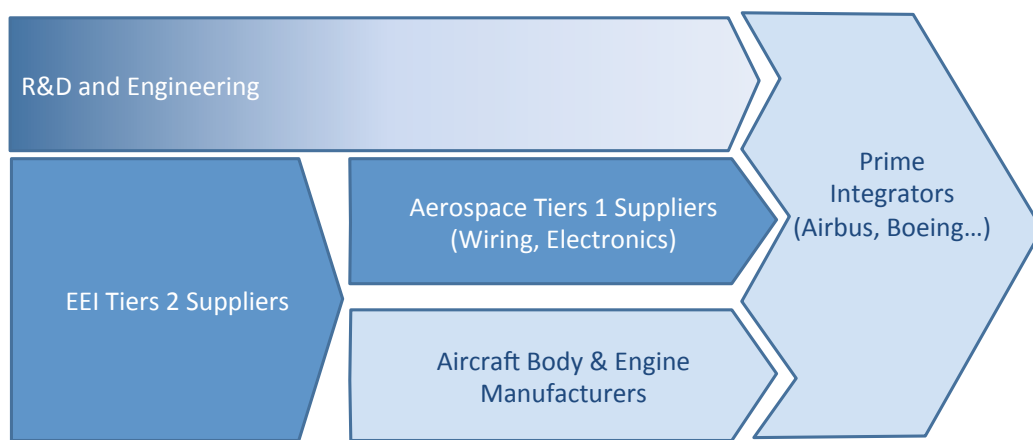 R&D and Engineering
EEI Tiers 2 Suppliers
Aerospace Tiers 1 Suppliers
(Wiring, Electronics)
Aircraft Body & Engine
Manufacturers
Prime
Integrators
(Airbus, Boeing…)